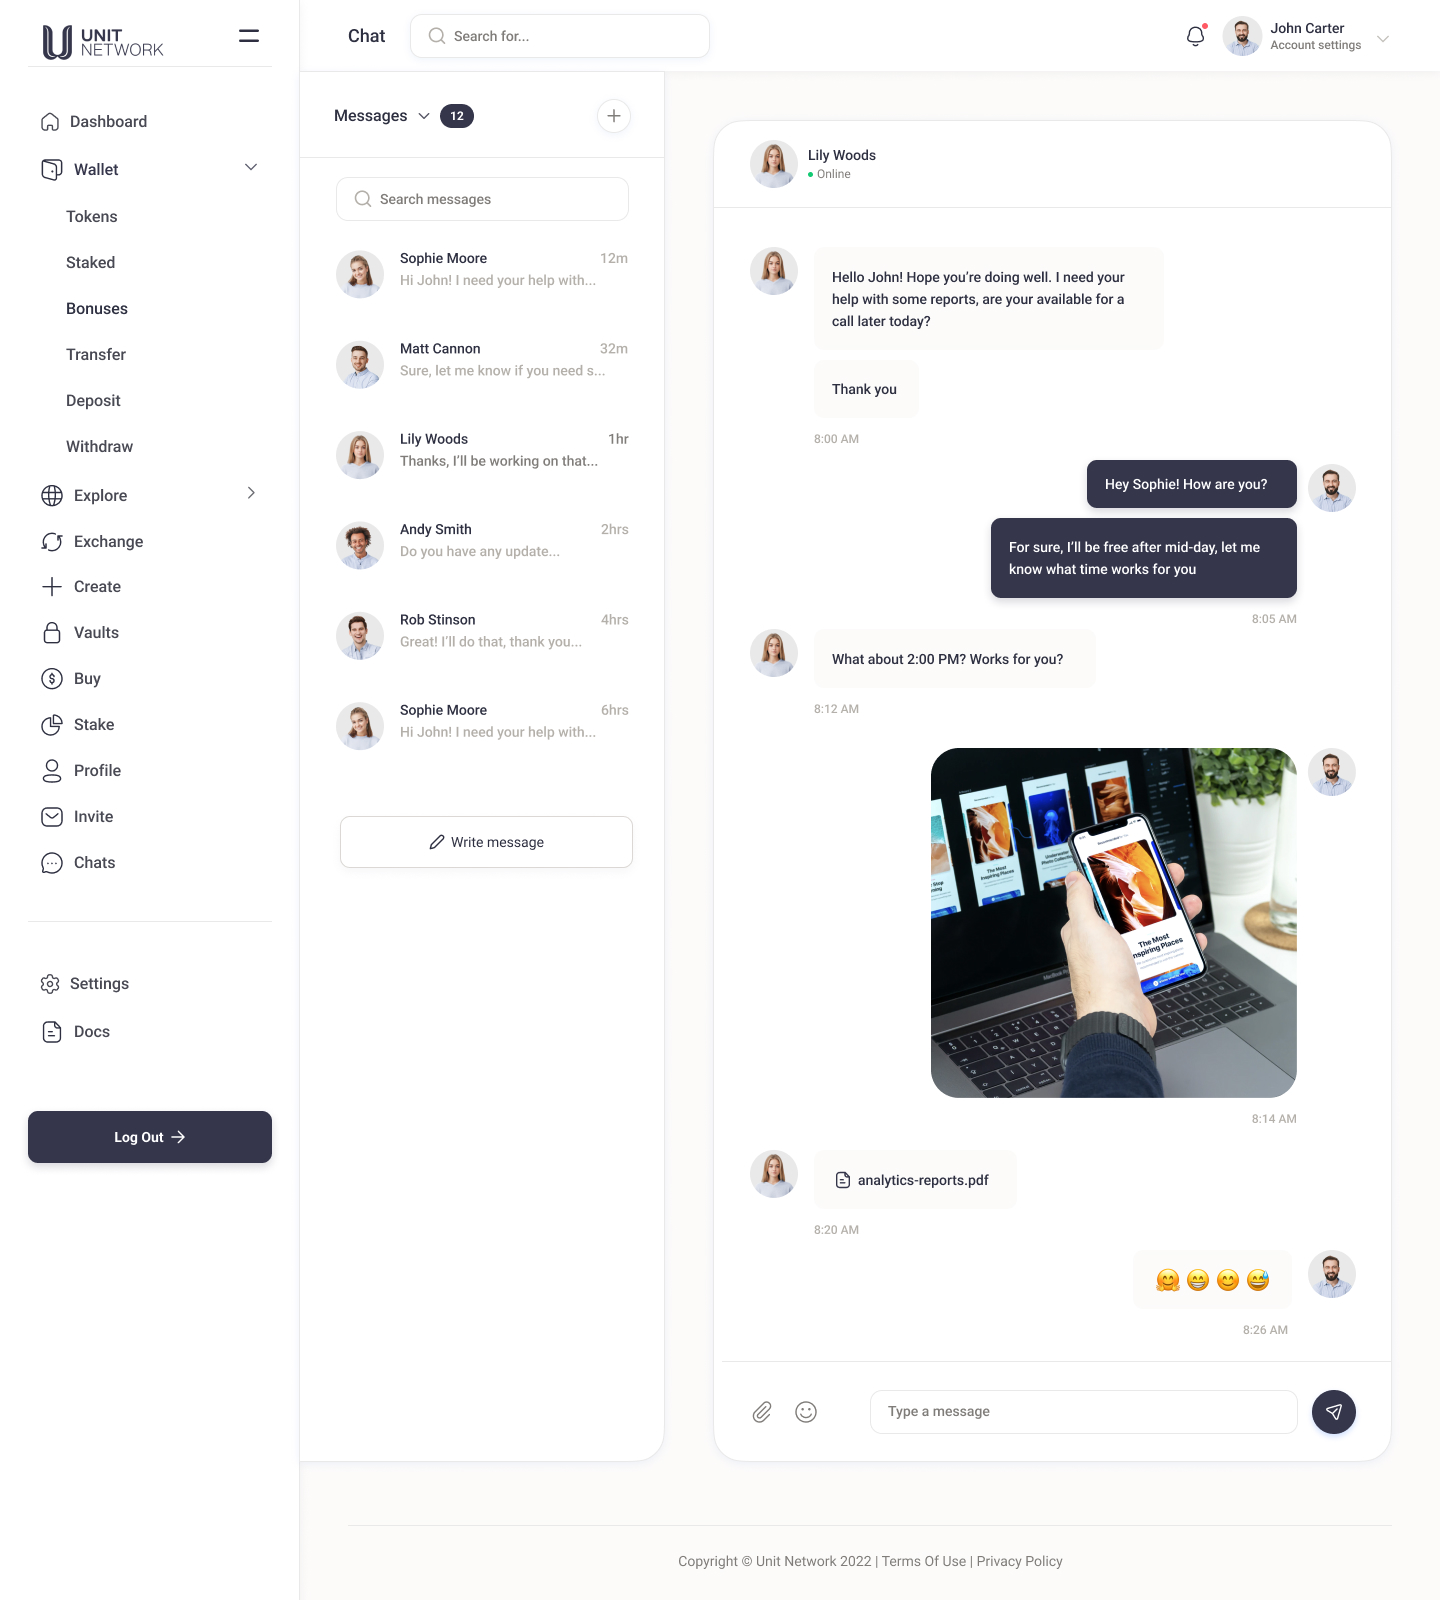 UNIT
NETWORK
Dashboard
Wallet
Tokens
Staked
Bonuses
Transfer
Deposit
Withdraw
Explore
Exchange
Create
Vaults
Buy
Stake
Profile
Invite
Chats
Settings
Docs
Log Out
Chat
Search for...
John Carter
Account settings
Messages
12
Search messages
Sophie Moore
12m
Hi John! I need your help with...
Matt Cannon
32m
Sure, let me know if you need s...
Lily Woods
1hr
Thanks, I’ll be working on that...
Andy Smith
2hrs
Do you have any update...
Rob Stinson
4hrs
Great! I’ll do that, thank you...
Sophie Moore
6hrs
Hi John! I need your help with...
Write message
Lily Woods
Online
Hello John! Hope you’re doing well. I need your
help with some reports, are your available for a
call later today?
Thank you
8:00 AM
Hey Sophie! How are you?
For sure, I’ll be free after mid-day, let me
know what time works for you
8:05 AM
What about 2:00 PM? Works for you?
8:12 AM
The Most
Inspiring Places
The Most
nspiring Places
8:14 AM
analytics-reports.pdf
8:20 AM
8:26 AM
Type a message
Copyright © Unit Network 2022 | Terms Of Use | Privacy Policy